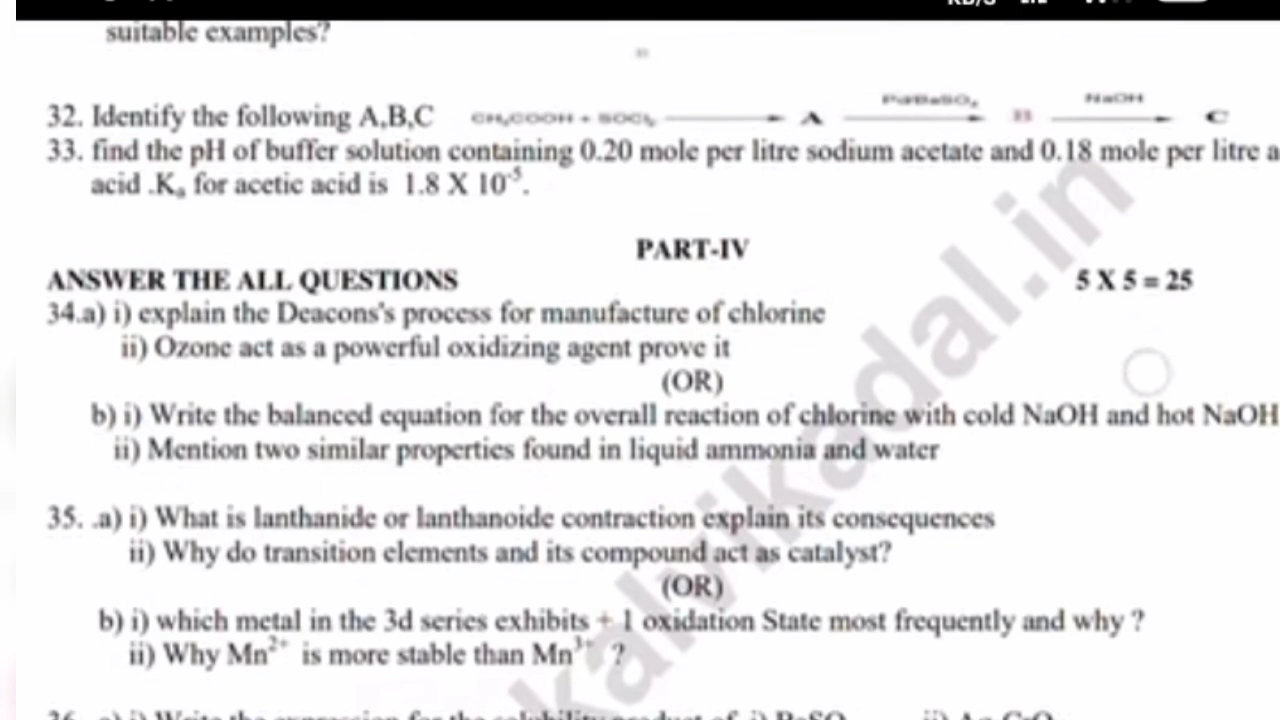 suitable examples?
32. Identify the following A,B,C CH₃COOH + SOCl₂ A Pd/BaSO₄ B NaOH C
33. find the pH of buffer solution containing 0.20 mole per litre sodium acetate and 0.18 mole per litre a
acid .Kₐ for acetic acid is 1.8 X 10⁻⁵.
PART-IV
ANSWER THE ALL QUESTIONS 5 X 5 = 25
34.a) i) explain the Deacons's process for manufacture of chlorine
ii) Ozone act as a powerful oxidizing agent prove it
(OR)
b) i) Write the balanced equation for the overall reaction of chlorine with cold NaOH and hot NaOH
ii) Mention two similar properties found in liquid ammonia and water
35. .a) i) What is lanthanide or lanthanoide contraction explain its consequences
ii) Why do transition elements and its compound act as catalyst?
(OR)
b) i) which metal in the 3d series exhibits + 1 oxidation State most frequently and why ?
ii) Why Mn²⁺ is more stable than Mn³⁺ ?
kalvikadal.in